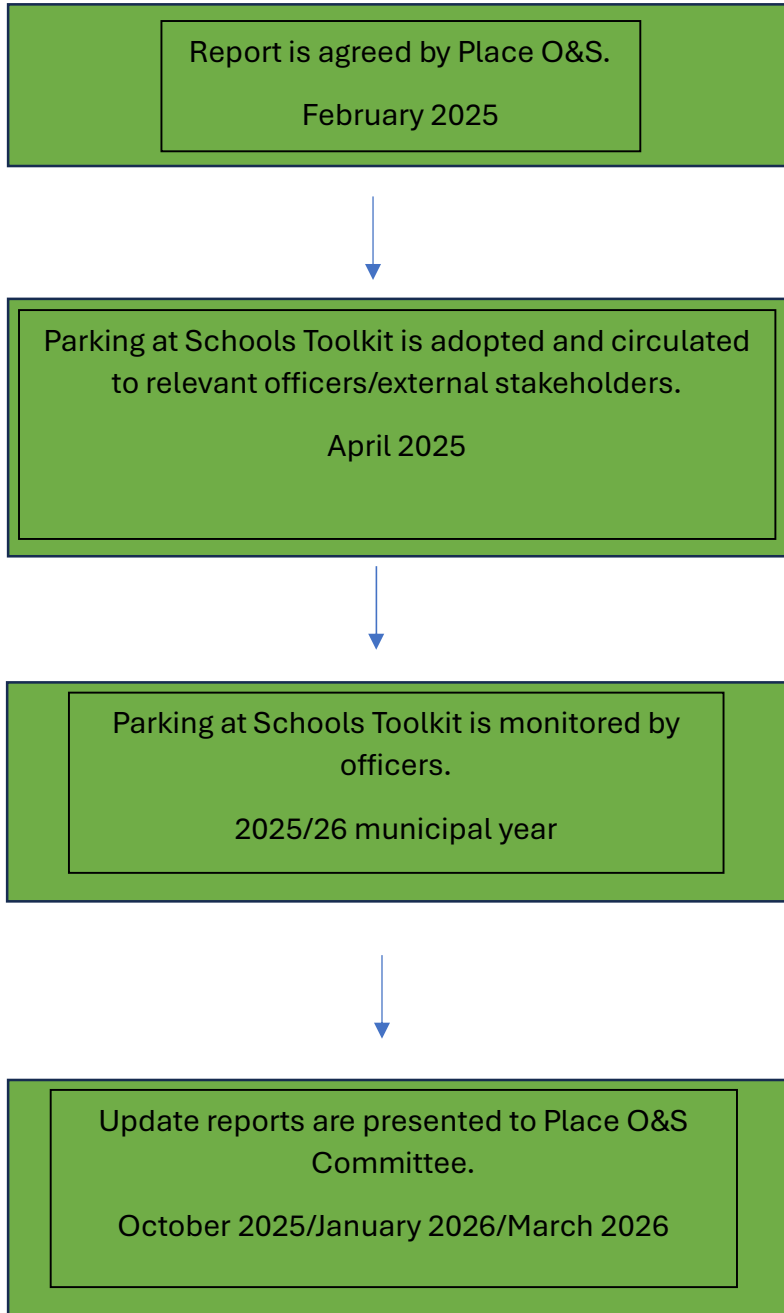 Report is agreed by Place O&S.
February 2025
Parking at Schools Toolkit is adopted and circulated
to relevant officers/external stakeholders.
April 2025
Parking at Schools Toolkit is monitored by
officers.
2025/26 municipal year
Update reports are presented to Place O&S
Committee.
October 2025/January 2026/March 2026